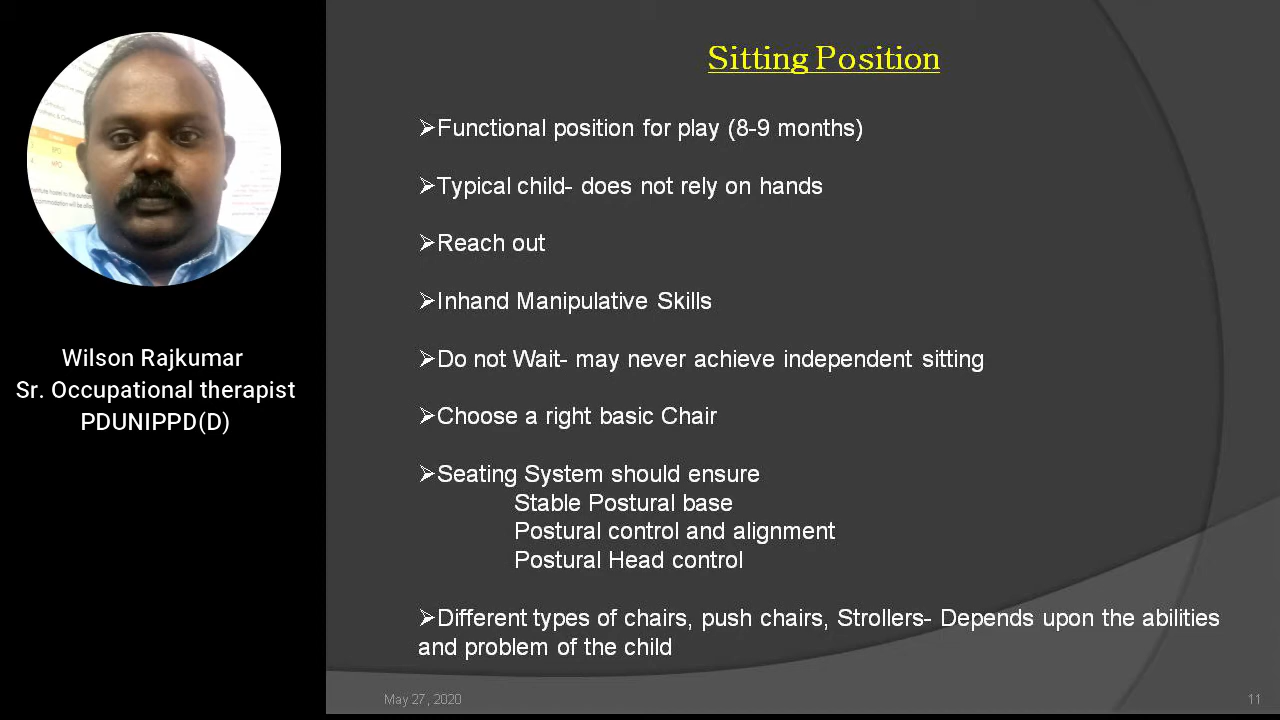 Sitting Position
➢Functional position for play (8-9 months)
➢Typical child- does not rely on hands
➢Reach out
➢Inhand Manipulative Skills
➢Do not Wait- may never achieve independent sitting
➢Choose a right basic Chair
➢Seating System should ensure
Stable Postural base
Postural control and alignment
Postural Head control
➢Different types of chairs, push chairs, Strollers- Depends upon the abilities
and problem of the child
Wilson Rajkumar
Sr. Occupational therapist
PDUNIPPD(D)
May 27, 2020
11